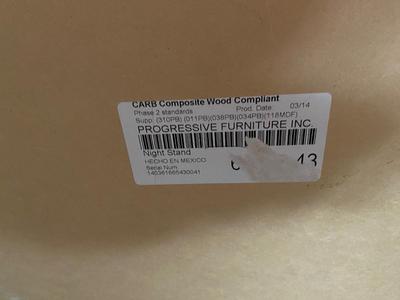 CARB Composite Wood Compliant
Phase 2 standards Prod. Date 03/14
Supp: (310PB) (011PB)(038PB)(034PB)(118MDF)
PROGRESSIVE FURNITURE INC
Night Stand
HECHO EN MEXICO 13
Serial Num
140361665430041